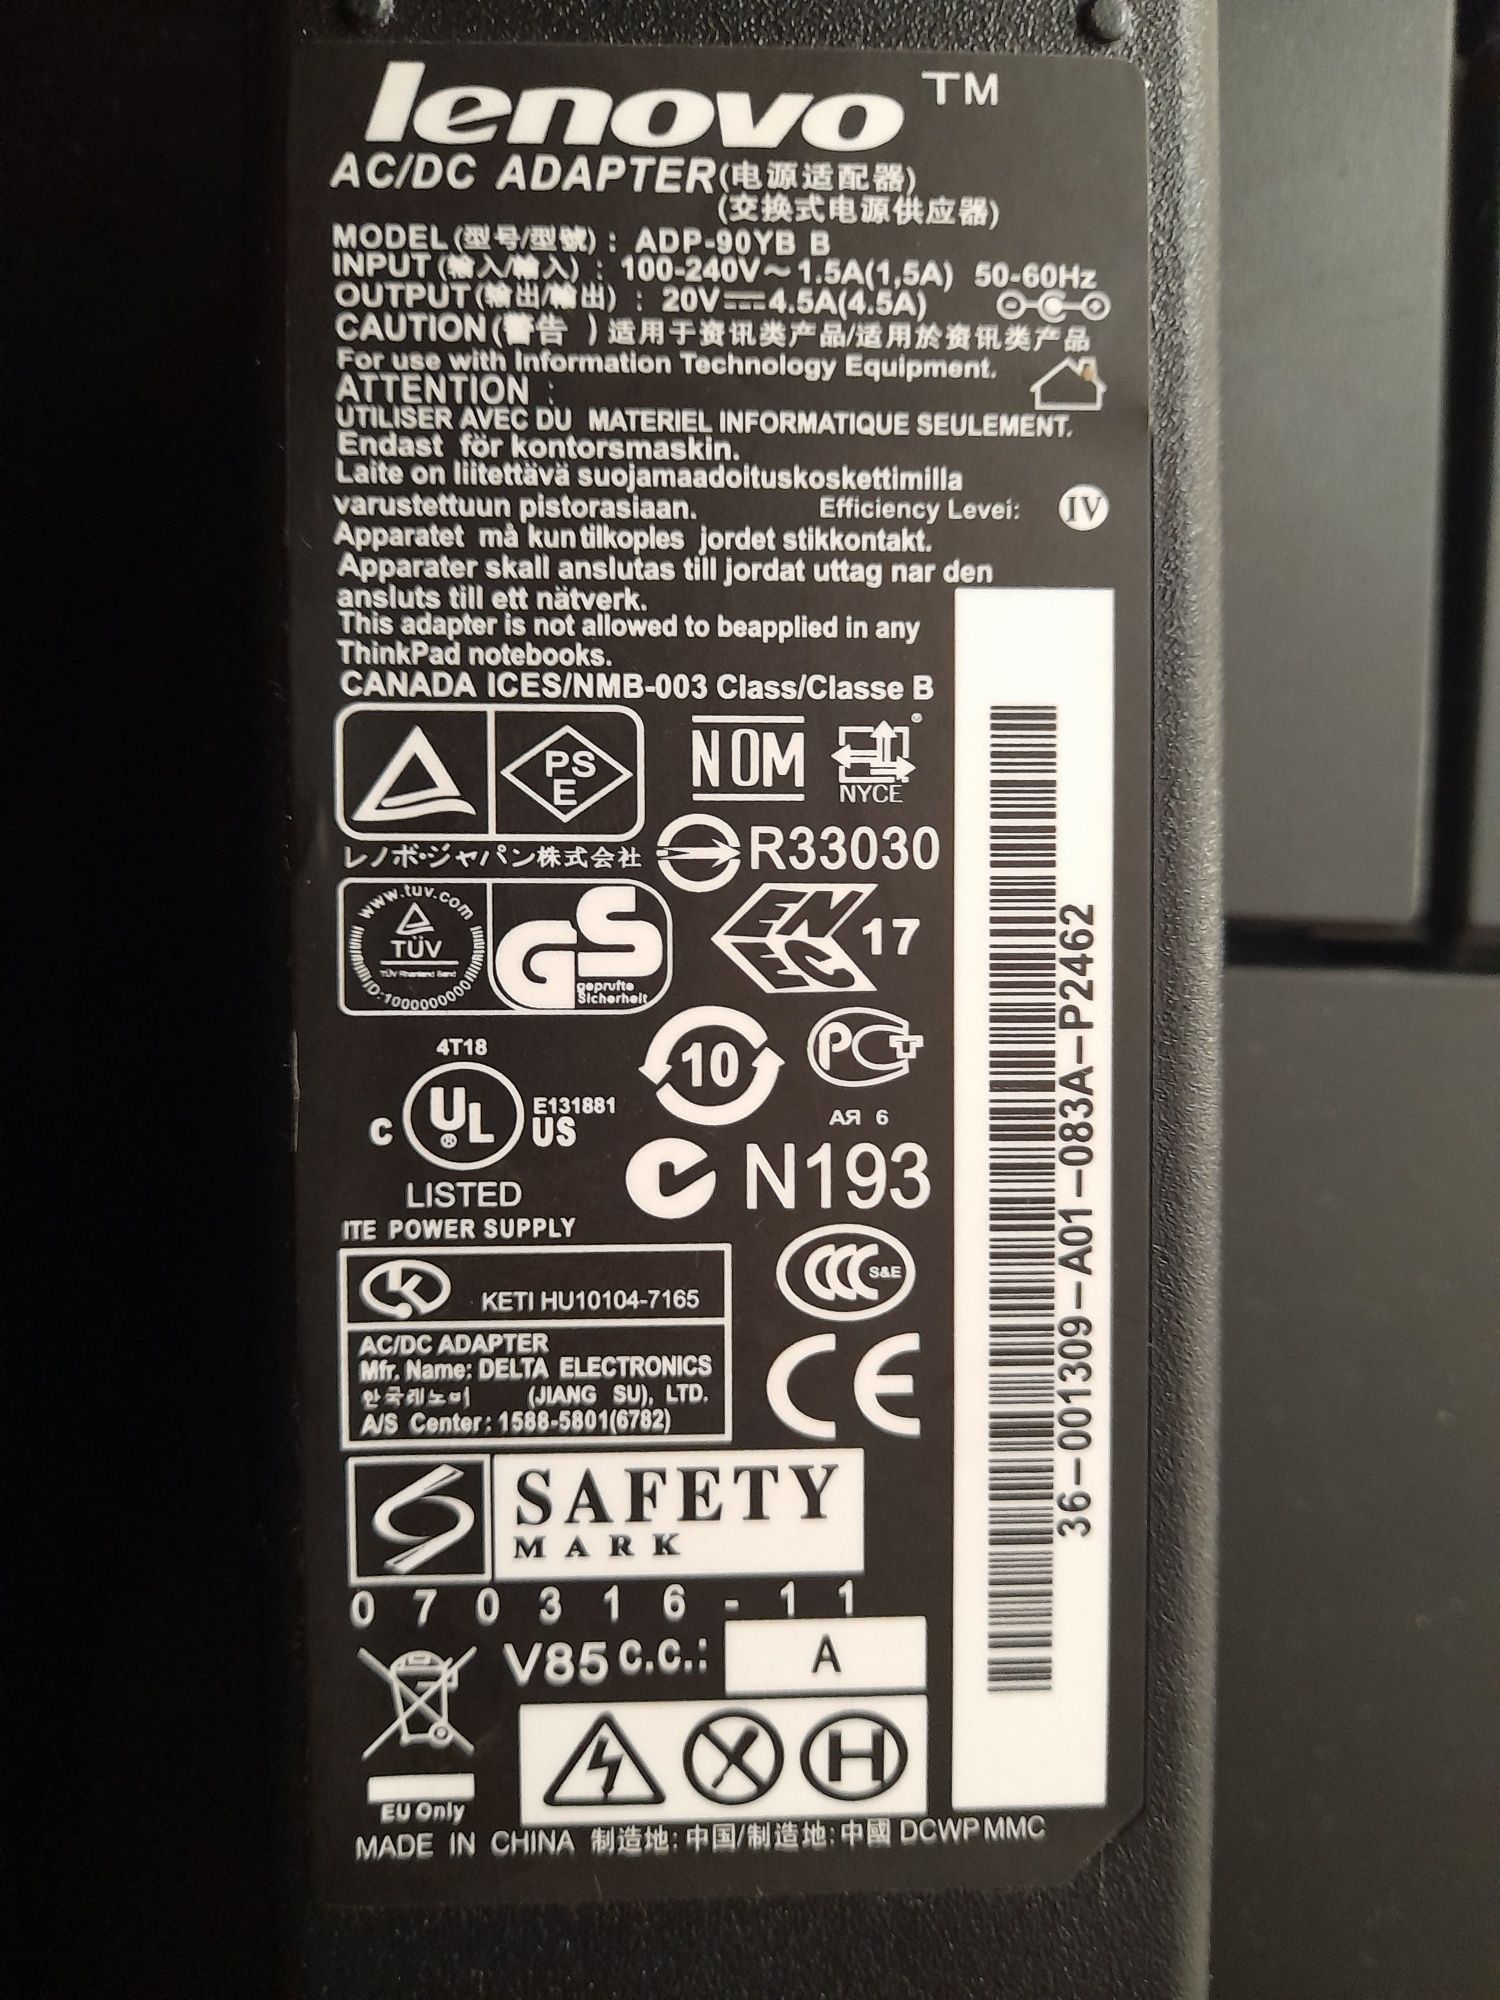 lenovo TM
AC/DC ADAPTER(电源适配器)
(交换式电源供应器)
MODEL(型号/型號) : ADP-90YB B
INPUT(输入/輸入) : 100-240V~1.5A(1,5A) 50-60Hz
OUTPUT(输出/輸出) : 20V⎓4.5A(4.5A)
CAUTION(警告 )适用于资讯类产品/适用於资讯类产品
For use with Information Technology Equipment.
ATTENTION :
UTILISER AVEC DU MATERIEL INFORMATIQUE SEULEMENT.
Endast för kontorsmaskin.
Laite on liitettävä suojamaadoituskoskettimilla
varustettuun pistorasiaan. Efficiency Levei: IV
Apparatet må kun tilkoples jordet stikkontakt.
Apparater skall anslutas till jordat uttag nar den
ansluts till ett nätverk.
This adapter is not allowed to beapplied in any
ThinkPad notebooks.
CANADA ICES/NMB-003 Class/Classe B
PS
E
NOM
NYCE
レノボ・ジャパン株式会社
R33030
www.tuv.com
TÜV
TÜV Rheinland Group
ID:1000000000
GS
geprufte
Sicherheit
EN
EC
17
4T18
C UL US
E131881
LISTED
10
PCT
АЯ 6
N193
ITE POWER SUPPLY
K
KETI HU10104-7165
CCC S&E
AC/DC ADAPTER
Mfr. Name: DELTA ELECTRONICS
한국레노버 (JIANG SU), LTD.
A/S Center: 1588-5801(6782)
CE
SAFETY
MARK
070316-11
V85 C.C.: A
H
EU Only
MADE IN CHINA 制造地:中国/制造地:中國 DCWP MMC
36-001309-A01-083A-P2462